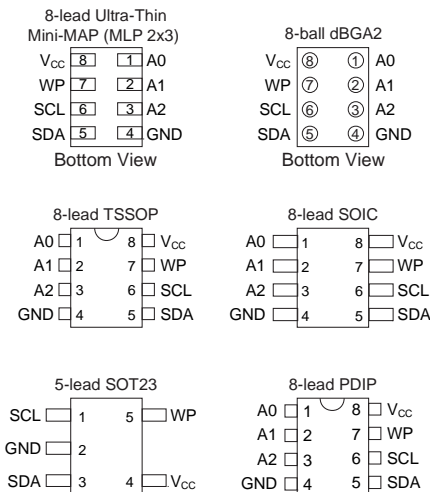 8-lead Ultra-Thin
Mini-MAP (MLP 2x3)
VCC 8 1 A0
WP 7 2 A1
SCL 6 3 A2
SDA 5 4 GND
Bottom View
8-ball dBGA2
VCC 8 1 A0
WP 7 2 A1
SCL 6 3 A2
SDA 5 4 GND
Bottom View
8-lead TSSOP
A0 1 8 VCC
A1 2 7 WP
A2 3 6 SCL
GND 4 5 SDA
8-lead SOIC
A0 1 8 VCC
A1 2 7 WP
A2 3 6 SCL
GND 4 5 SDA
5-lead SOT23
SCL 1 5 WP
GND 2
SDA 3 4 VCC
8-lead PDIP
A0 1 8 VCC
A1 2 7 WP
A2 3 6 SCL
GND 4 5 SDA